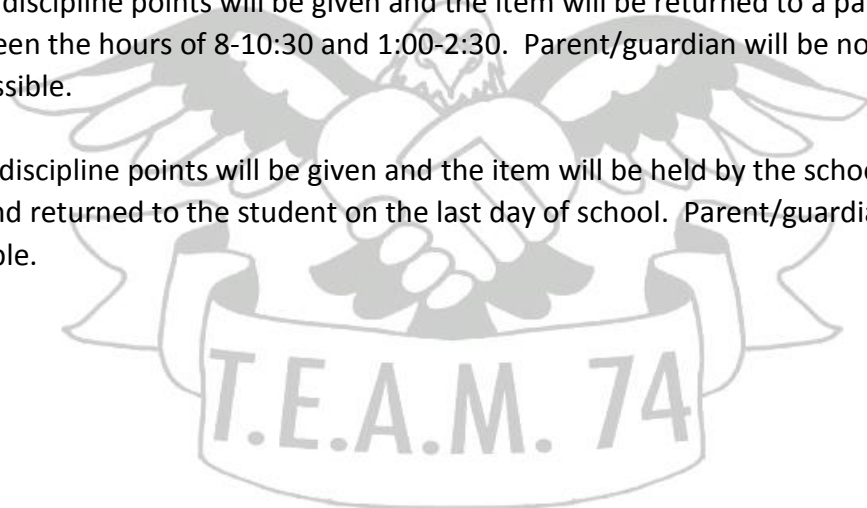 discipline points will be given and the item will be returned to a pa
een the hours of 8-10:30 and 1:00-2:30.  Parent/guardian will be no
ssible.
discipline points will be given and the item will be held by the schoo
nd returned to the student on the last day of school.  Parent/guardia
ble.
T.E.A.M. 74